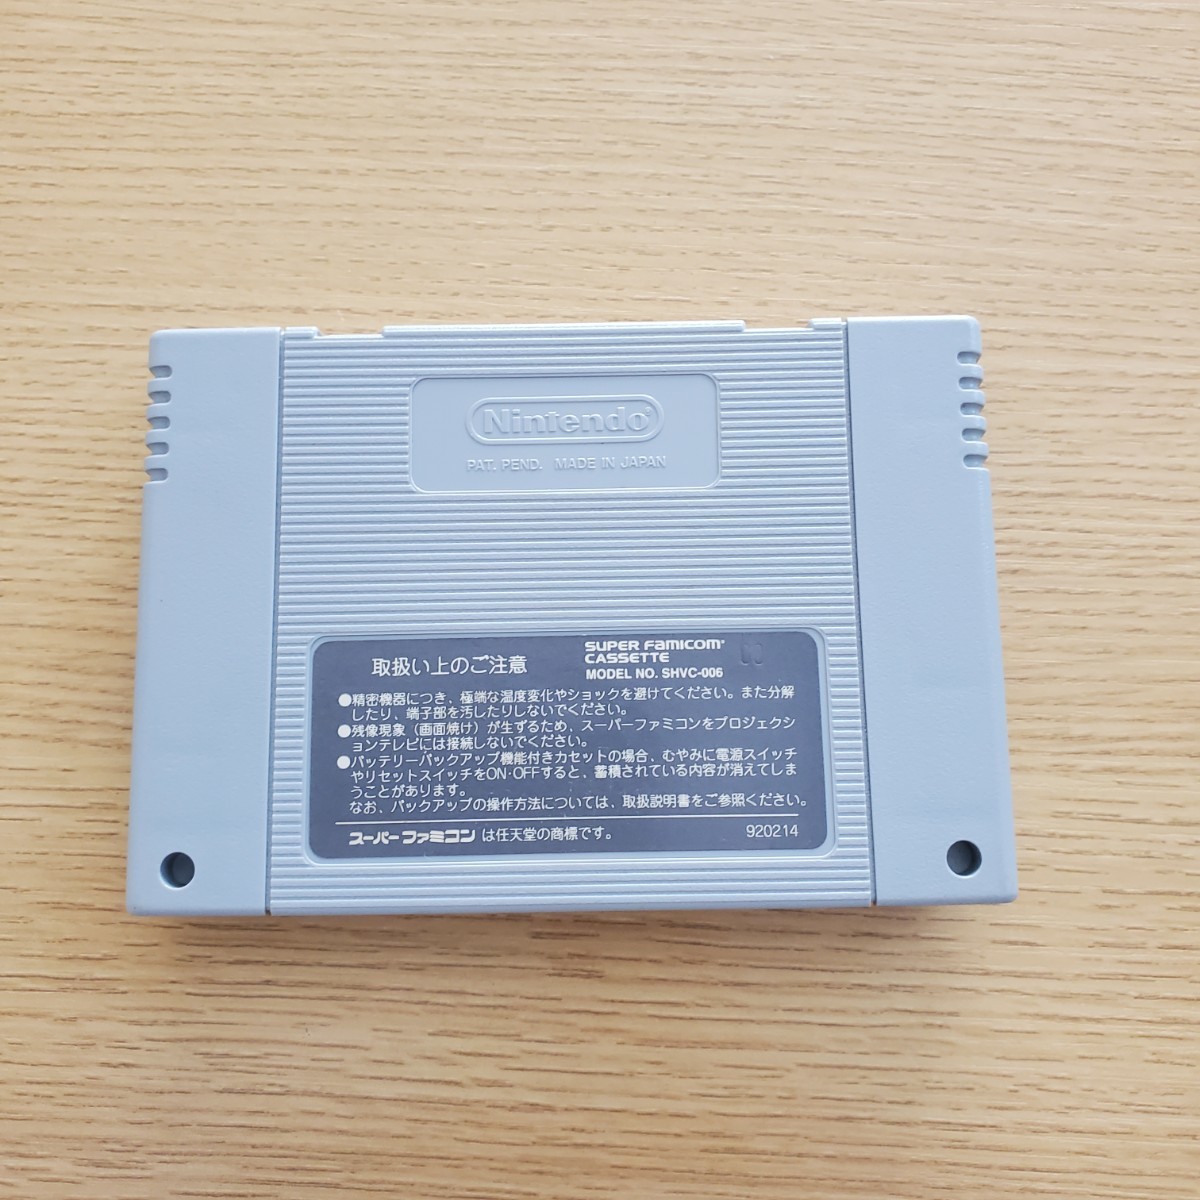 Nintendo®
PAT. PEND. MADE IN JAPAN
取扱い上のご注意
SUPER FAMICOM
CASSETTE
MODEL NO. SHVC-006
●精密機器につき、極端な温度変化やショックを避けてください。また分解
したり、端子部を汚したりしないでください。
●残像現象（画面焼け）が生ずるため、スーパーファミコンをプロジェクシ
ョンテレビには接続しないでください。
●バッテリーバックアップ機能付きカセットの場合、むやみに電源スイッチ
やリセットスイッチをON·OFFすると、蓄積されている内容が消えてしま
うことがあります。
なお、バックアップの操作方法については、取扱説明書をご参照ください。
スーパーファミコン は任天堂の商標です。
920214